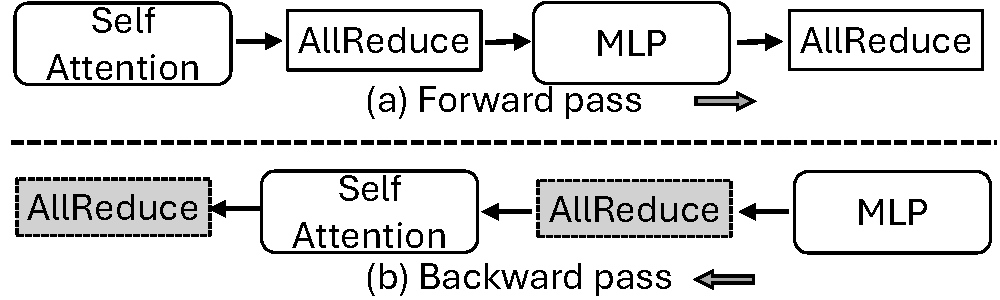 Self
Attention
AllReduce
MLP
AllReduce
(a) Forward pass
AllReduce
Self
Attention
AllReduce
MLP
(b) Backward pass